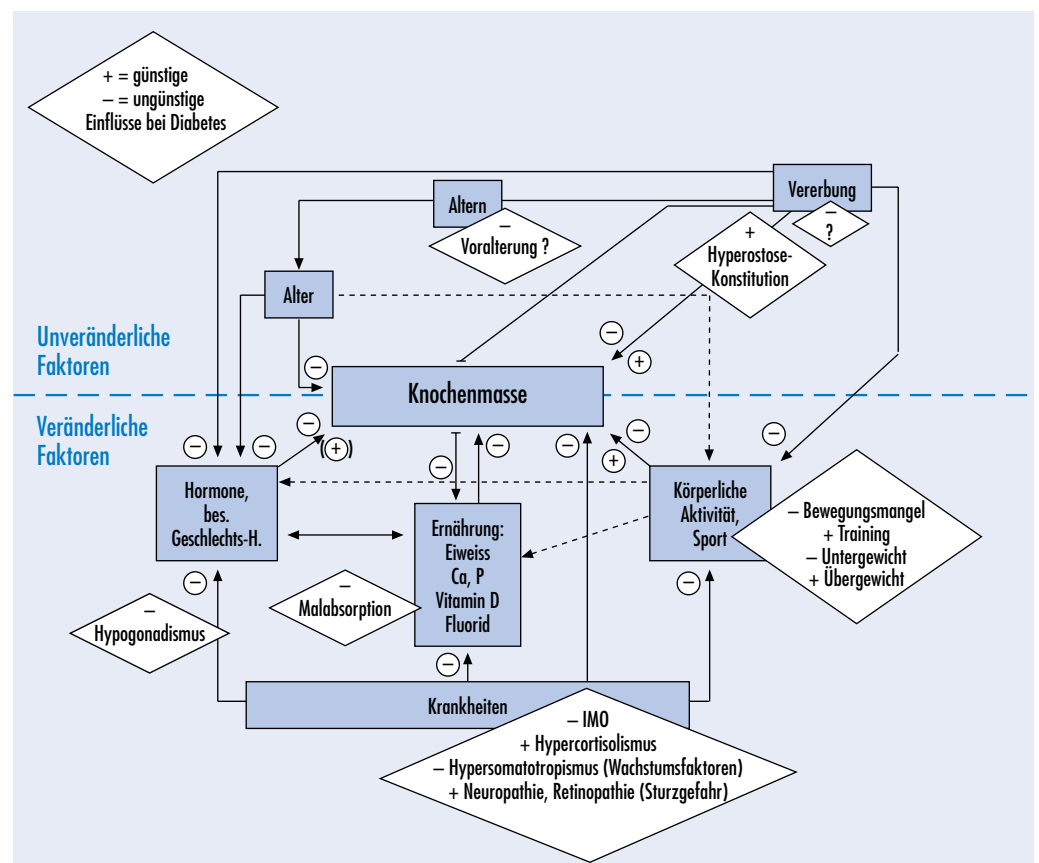 + = günstige
– = ungünstige
Einflüsse bei Diabetes
Vererbung
–
?
Altern
–
Voralterung ?
+
Hyperostose-
Konstitution
Alter
Unveränderliche
Faktoren
–
–
+
Knochenmasse
Veränderliche
Faktoren
–
–
–
(+)
–
–
–
–
+
–
Hormone,
bes.
Geschlechts-H.
Ernährung:
Eiweiss
Ca, P
Vitamin D
Fluorid
Körperliche
Aktivität,
Sport
– Bewegungsmangel
+ Training
– Untergewicht
+ Übergewicht
–
–
Hypogonadismus
–
Malabsorption
–
–
Krankheiten
– IMO
+ Hypercortisolismus
– Hypersomatotropismus (Wachstumsfaktoren)
+ Neuropathie, Retinopathie (Sturzgefahr)